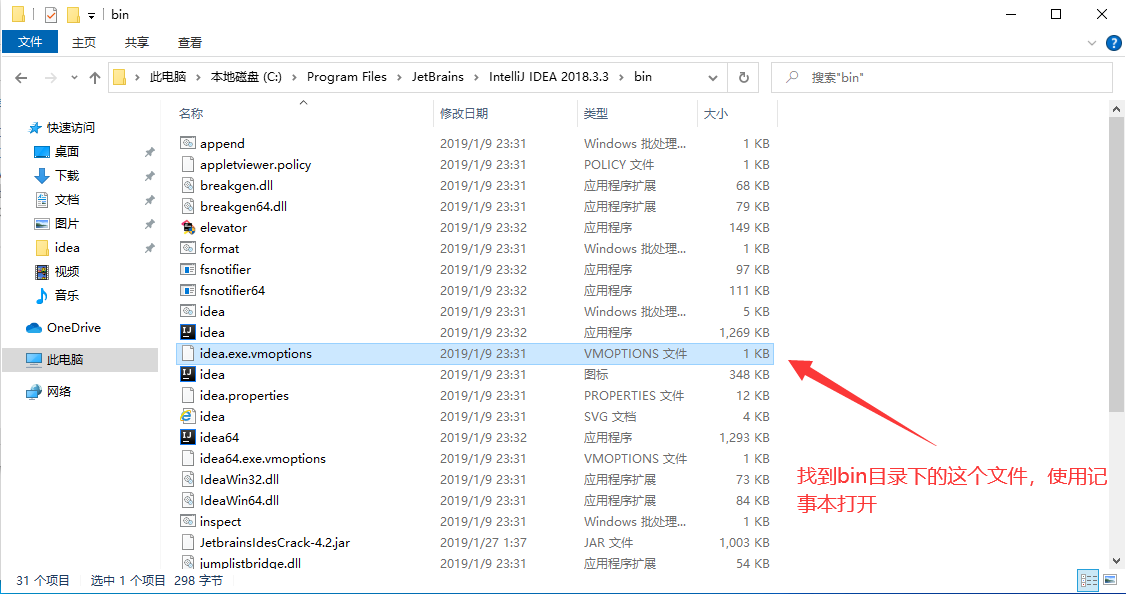 bin
文件 主页 共享 查看
此电脑 › 本地磁盘 (C:) › Program Files › JetBrains › IntelliJ IDEA 2018.3.3 › bin
搜索"bin"
快速访问
桌面
下载
文档
图片
idea
视频
音乐
OneDrive
此电脑
网络
名称 修改日期 类型 大小
append 2019/1/9 23:31 Windows 批处理... 1 KB
appletviewer.policy 2019/1/9 23:31 POLICY 文件 1 KB
breakgen.dll 2019/1/9 23:31 应用程序扩展 68 KB
breakgen64.dll 2019/1/9 23:31 应用程序扩展 79 KB
elevator 2019/1/9 23:32 应用程序 149 KB
format 2019/1/9 23:31 Windows 批处理... 1 KB
fsnotifier 2019/1/9 23:32 应用程序 97 KB
fsnotifier64 2019/1/9 23:32 应用程序 111 KB
idea 2019/1/9 23:31 Windows 批处理... 5 KB
idea 2019/1/9 23:32 应用程序 1,269 KB
idea.exe.vmoptions 2019/1/9 23:31 VMOPTIONS 文件 1 KB
idea 2019/1/9 23:31 图标 348 KB
idea.properties 2019/1/9 23:31 PROPERTIES 文件 12 KB
idea 2019/1/9 23:31 SVG 文档 4 KB
idea64 2019/1/9 23:32 应用程序 1,293 KB
idea64.exe.vmoptions 2019/1/9 23:31 VMOPTIONS 文件 1 KB
IdeaWin32.dll 2019/1/9 23:31 应用程序扩展 73 KB
IdeaWin64.dll 2019/1/9 23:31 应用程序扩展 84 KB
inspect 2019/1/9 23:31 Windows 批处理... 1 KB
JetbrainsIdesCrack-4.2.jar 2019/1/27 1:37 JAR 文件 1,003 KB
jumplistbridge.dll 2019/1/9 23:31 应用程序扩展 54 KB
找到bin目录下的这个文件，使用记
事本打开
31 个项目 选中 1 个项目 298 字节